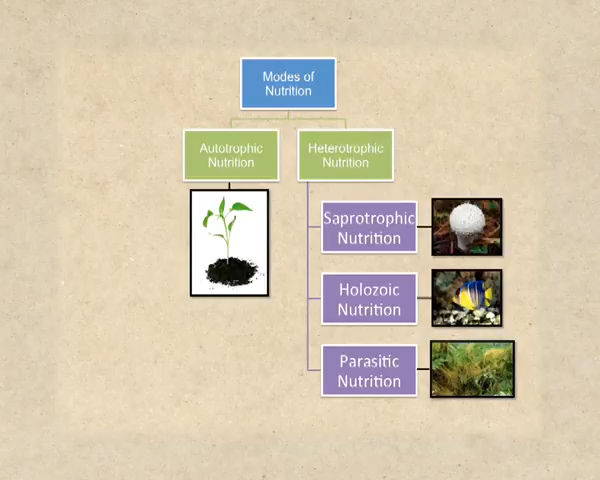 Modes of
Nutrition
Autotrophic
Nutrition
Heterotrophic
Nutrition
Saprotrophic
Nutrition
Holozoic
Nutrition
Parasitic
Nutrition